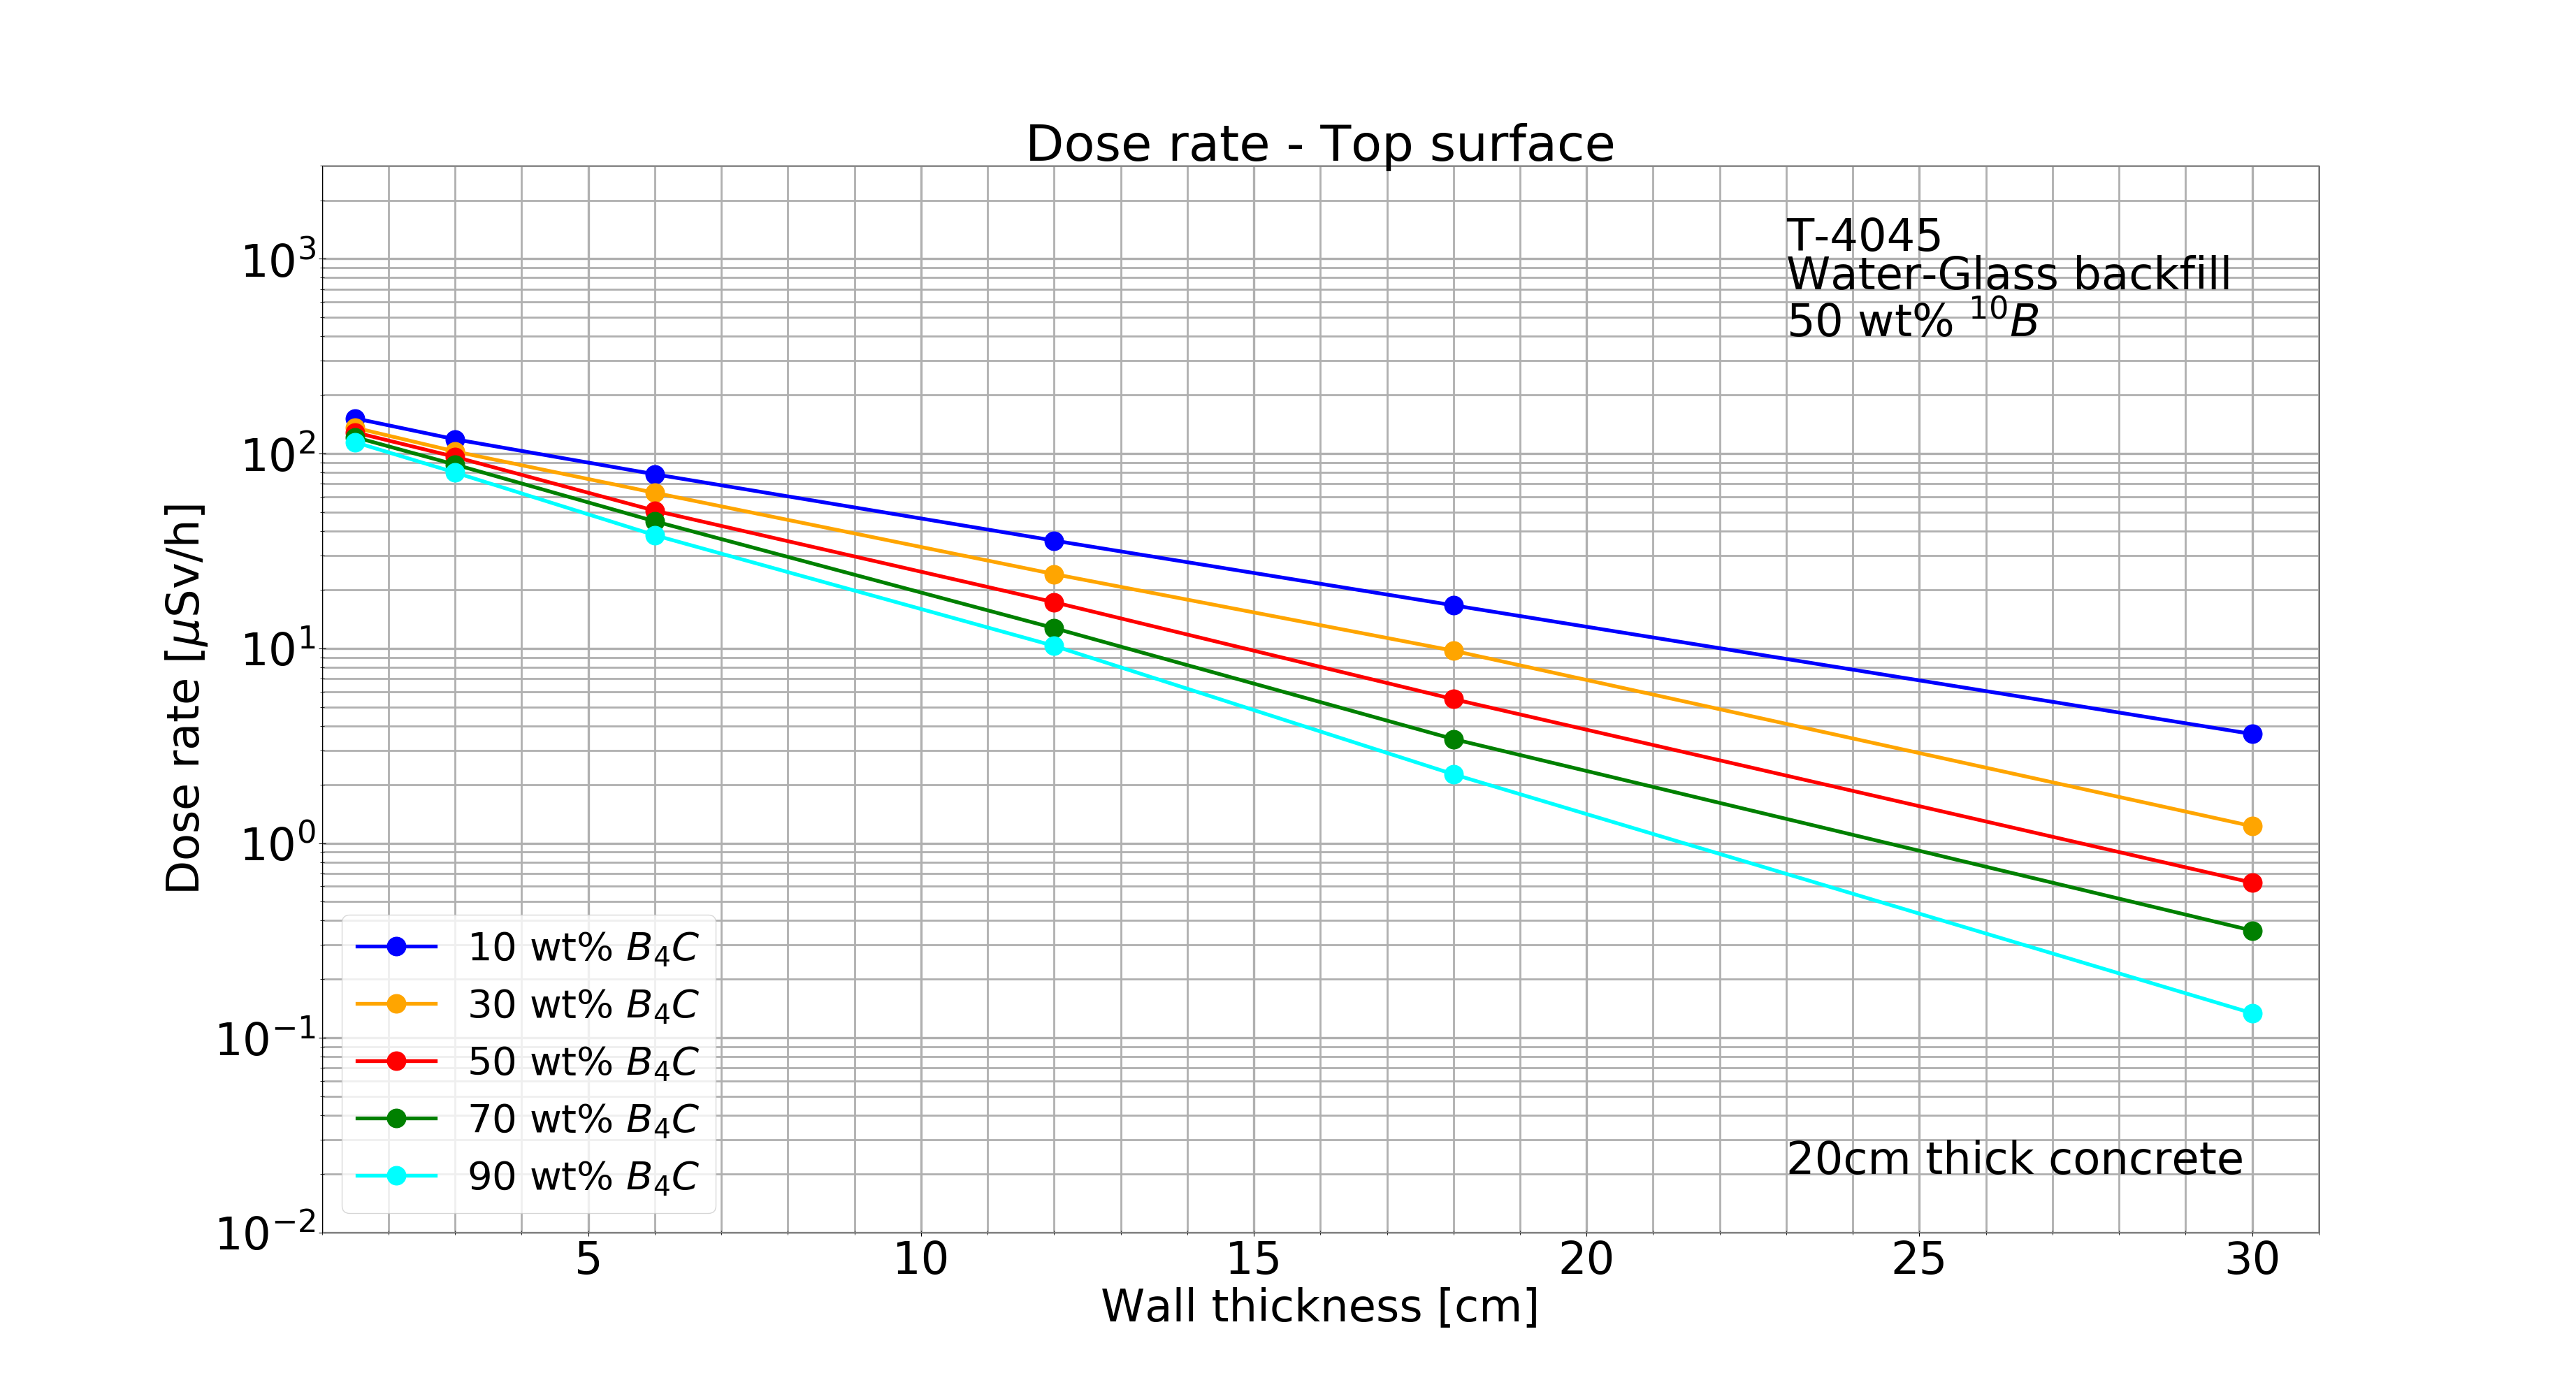 Dose rate - Top surface
T-4045
Water-Glass backfill
50 wt% ¹⁰B
10³
10²
10¹
10⁰
10⁻¹
10⁻²
Dose rate [μSv/h]
10 wt% B₄C
30 wt% B₄C
50 wt% B₄C
70 wt% B₄C
90 wt% B₄C
20cm thick concrete
5 10 15 20 25 30
Wall thickness [cm]